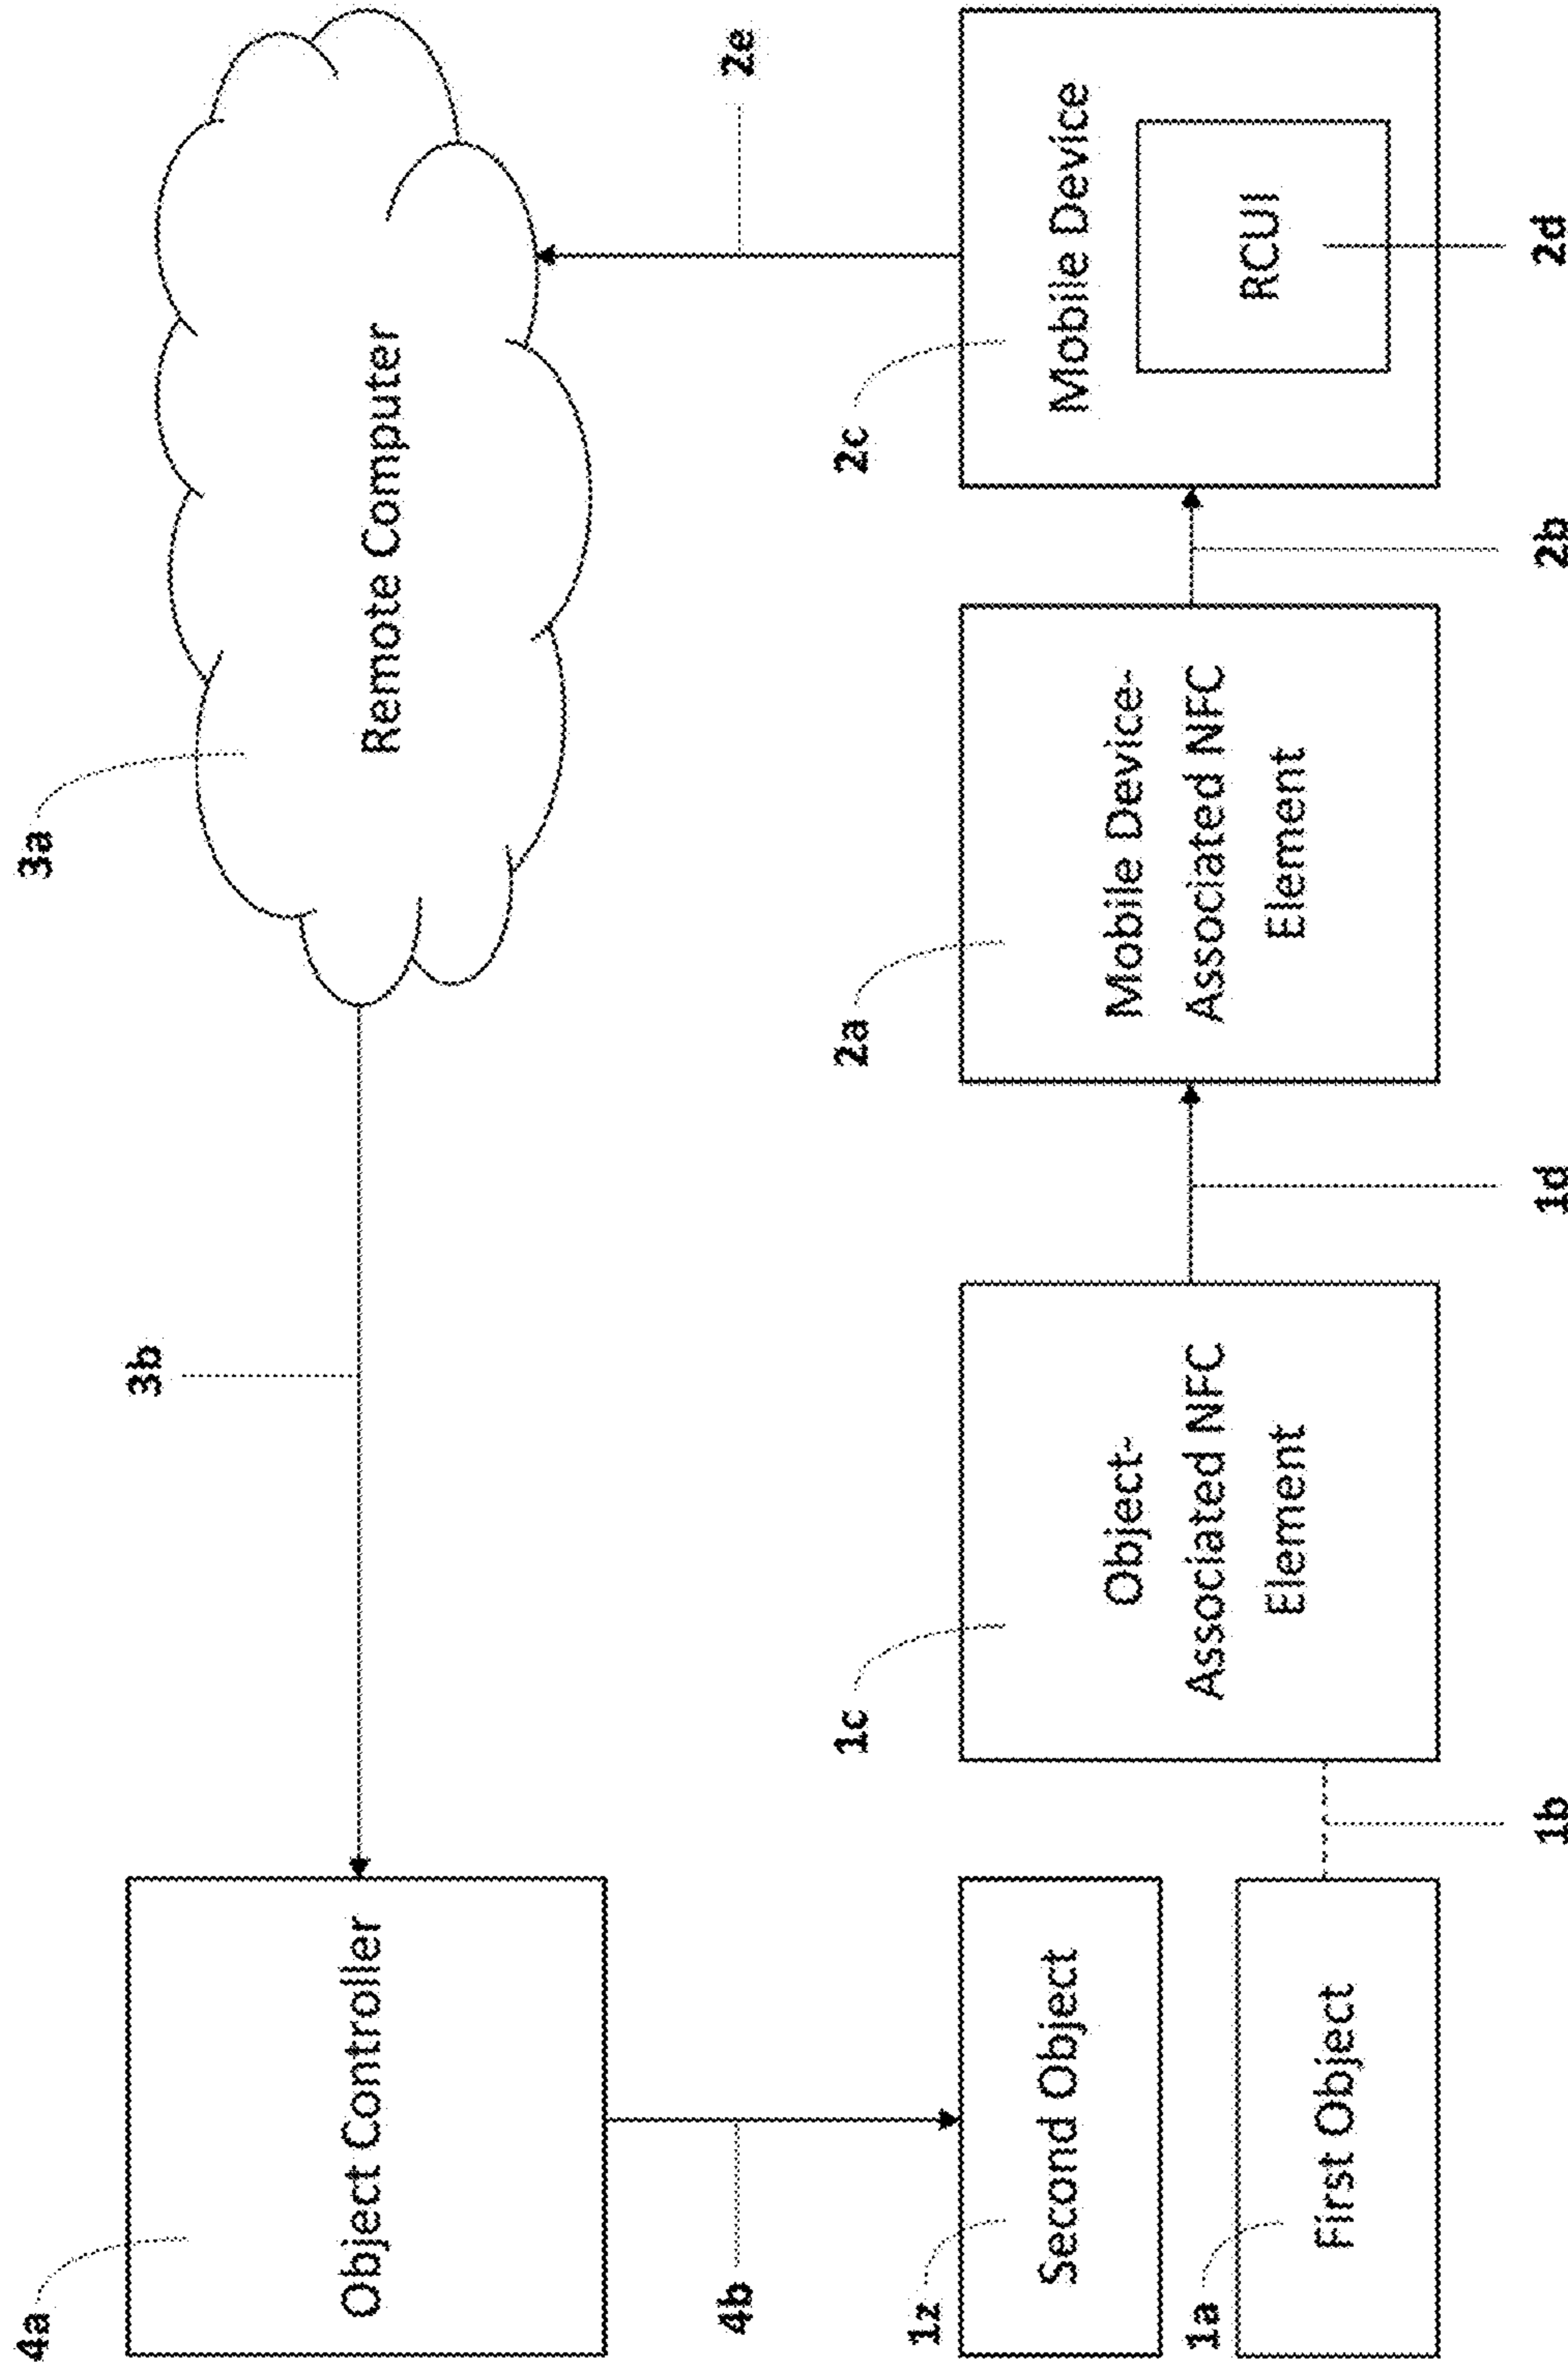 4a
Object Controller
3b
3a
Remote Computer
4b
2e
1z
Second Object
1a
First Object
1b
1c
Object-
Associated NFC
Element
1d
2a
Mobile Device-
Associated NFC
Element
2b
2c
Mobile Device
RCUI
2d